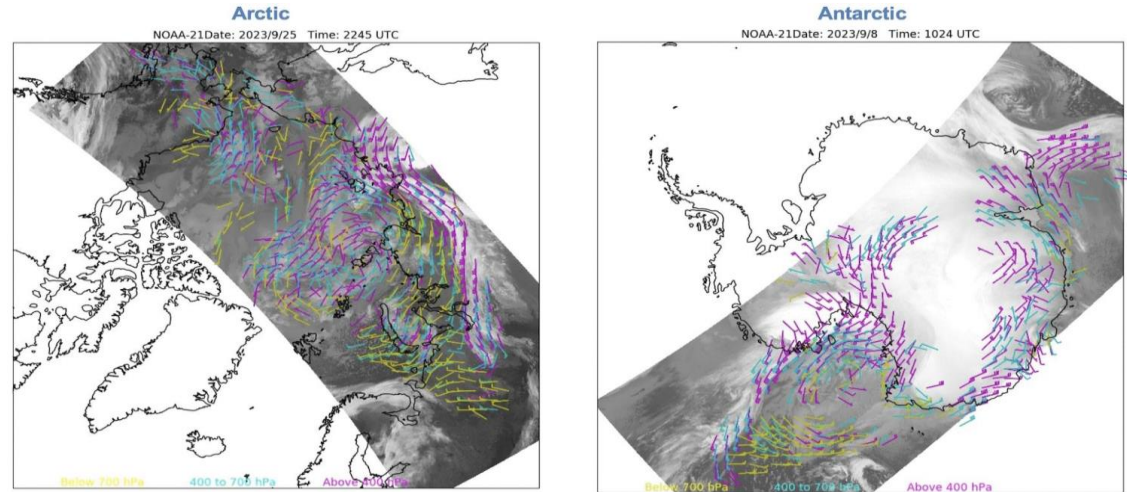 Arctic
NOAA-21Date: 2023/9/25 Time: 2245 UTC
Below 700 hPa 400 to 700 hPa Above 400 hPa
Antarctic
NOAA-21Date: 2023/9/8 Time: 1024 UTC
Below 700 hPa 400 to 700 hPa Above 400 hPa